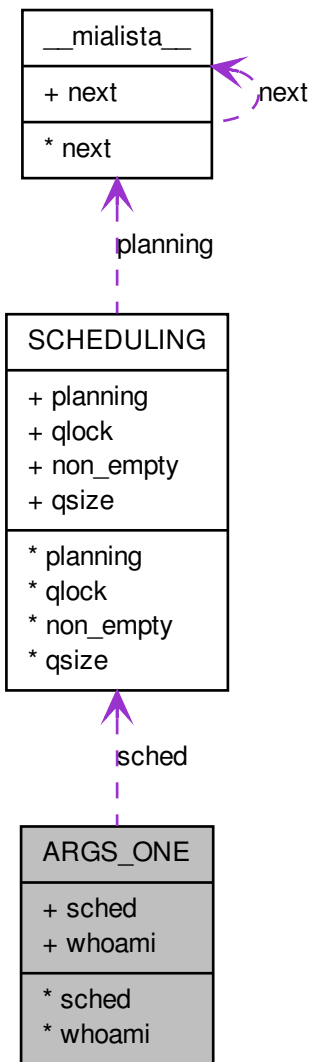 __mialista__
+ next
next
* next
planning
SCHEDULING
+ planning
+ qlock
+ non_empty
+ qsize
* planning
* qlock
* non_empty
* qsize
sched
ARGS_ONE
+ sched
+ whoami
* sched
* whoami